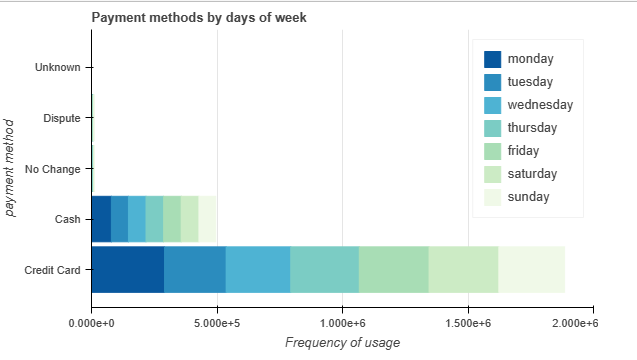 Payment methods by days of week
payment method
Unknown
Dispute
No Change
Cash
Credit Card
monday
tuesday
wednesday
thursday
friday
saturday
sunday
0.000e+0 5.000e+5 1.000e+6 1.500e+6 2.000e+6
Frequency of usage